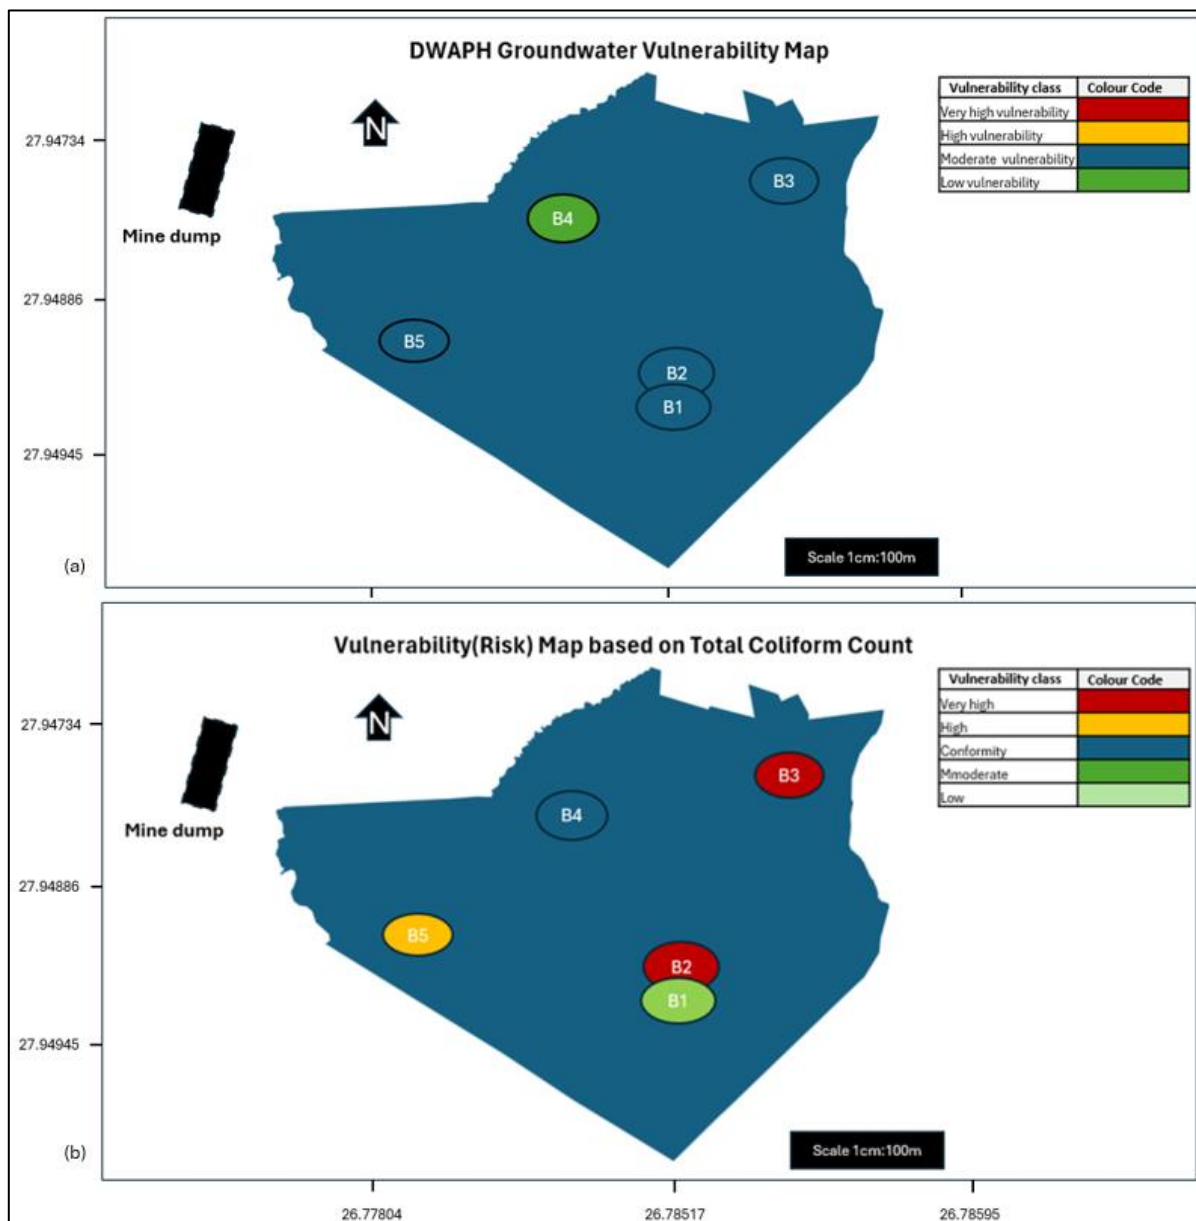 DWAPH Groundwater Vulnerability Map
Vulnerability class Colour Code
Very high vulnerability
High vulnerability
Moderate vulnerability
Low vulnerability
N
27.94734
B3
B4
Mine dump
27.94886
B5
B2
B1
27.94945
Scale 1cm:100m
(a)
Vulnerability(Risk) Map based on Total Coliform Count
Vulnerability class Colour Code
Very high
High
Conformity
Mmoderate
Low
N
27.94734
B3
B4
Mine dump
27.94886
B5
B2
B1
27.94945
Scale 1cm:100m
(b)
26.77804 26.78517 26.78595